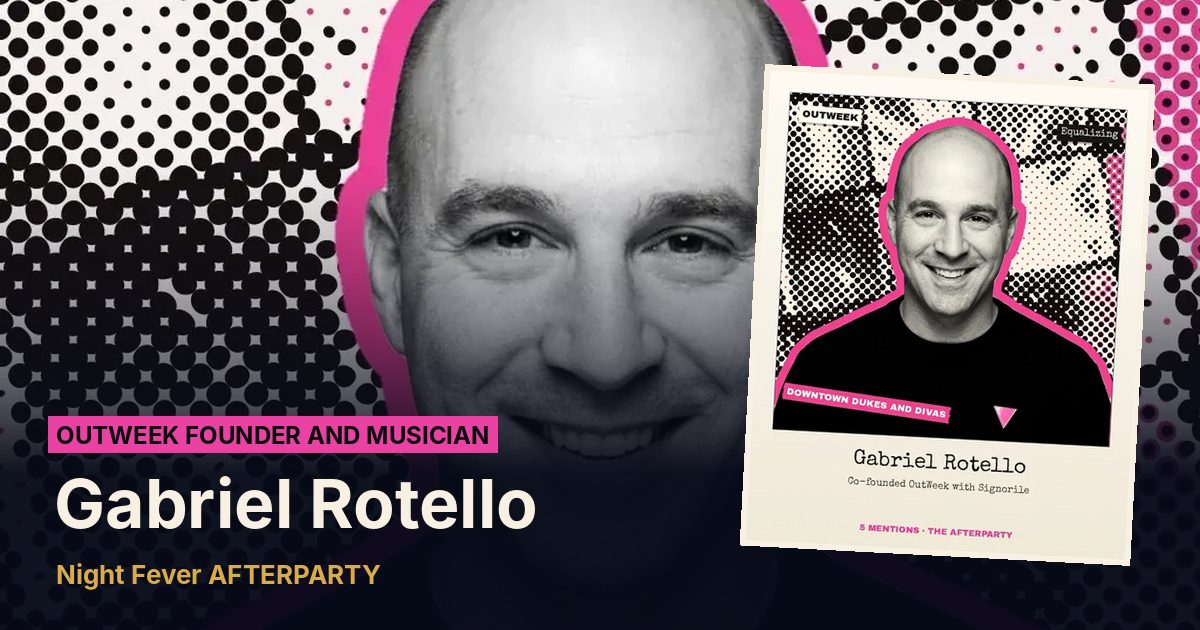 OUTWEEK FOUNDER AND MUSICIAN
Gabriel Rotello
Night Fever AFTERPARTY
OUTWEEK
Equalizing
DOWNTOWN DUKES AND DIVAS
Gabriel Rotello
Co-founded OutWeek with Signorile
5 MENTIONS · THE AFTERPARTY